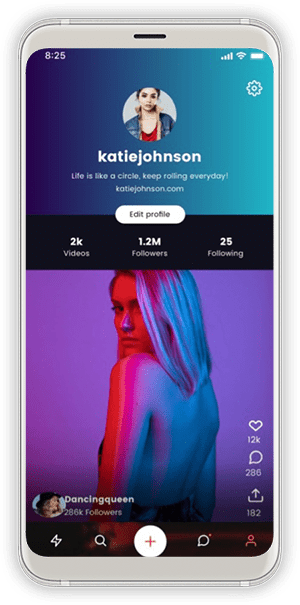 8:25
katiejohnson
Life is like a circle, keep rolling everyday!
katiejohnson.com
Edit profile
2k 1.2M 25
Videos Followers Following
12k
286
Dancingqueen
286k Followers
182